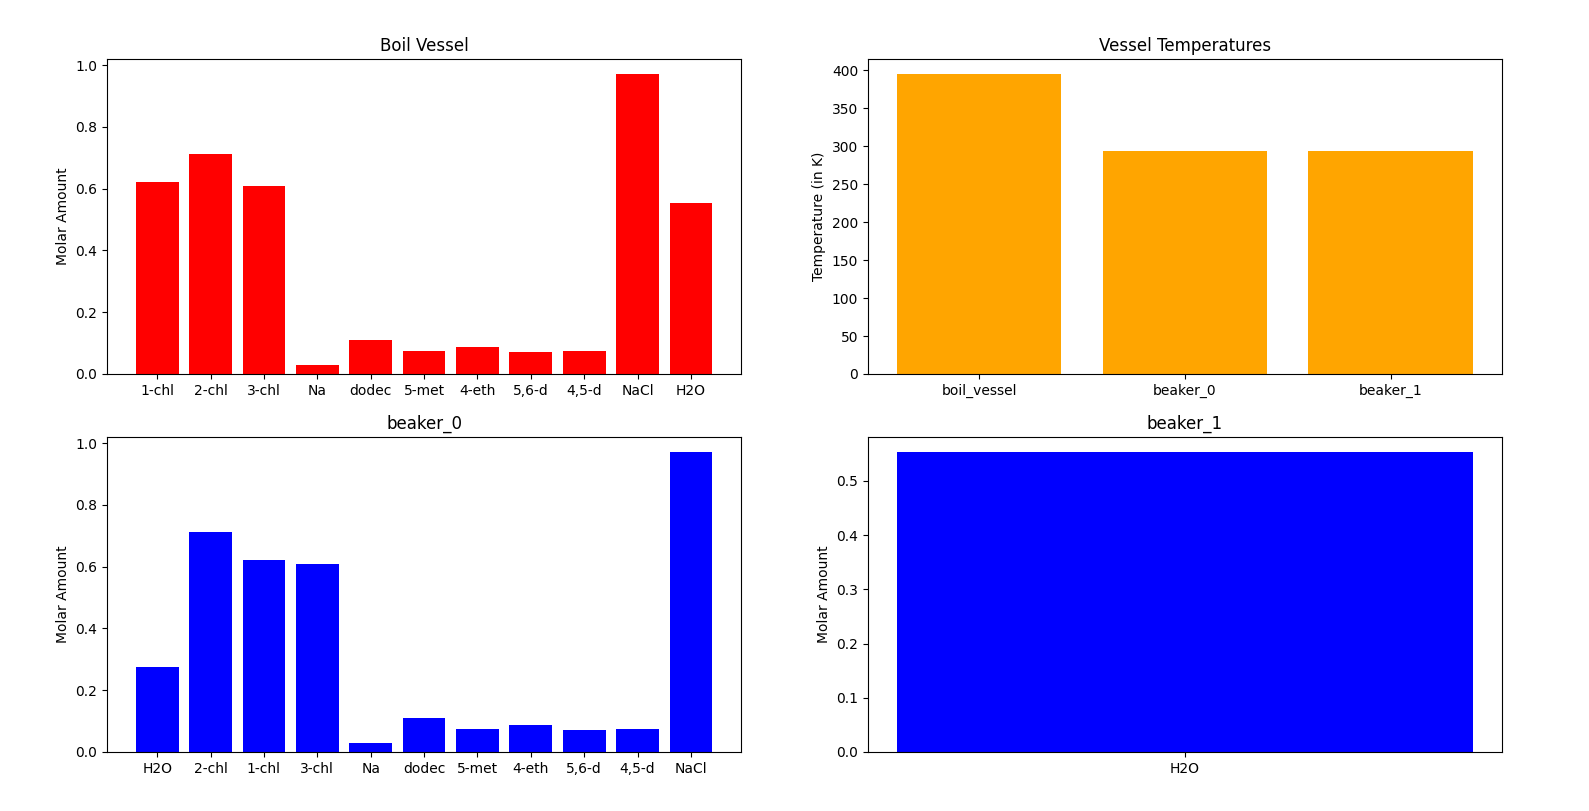 Boil Vessel
Molar Amount
1.0
0.8
0.6
0.4
0.2
0.0
1-chl 2-chl 3-chl Na dodec 5-met 4-eth 5,6-d 4,5-d NaCl H2O
Vessel Temperatures
Temperature (in K)
400
350
300
250
200
150
100
50
0
boil_vessel beaker_0 beaker_1
beaker_0
Molar Amount
1.0
0.8
0.6
0.4
0.2
0.0
H2O 2-chl 1-chl 3-chl Na dodec 5-met 4-eth 5,6-d 4,5-d NaCl
beaker_1
Molar Amount
0.5
0.4
0.3
0.2
0.1
0.0
H2O